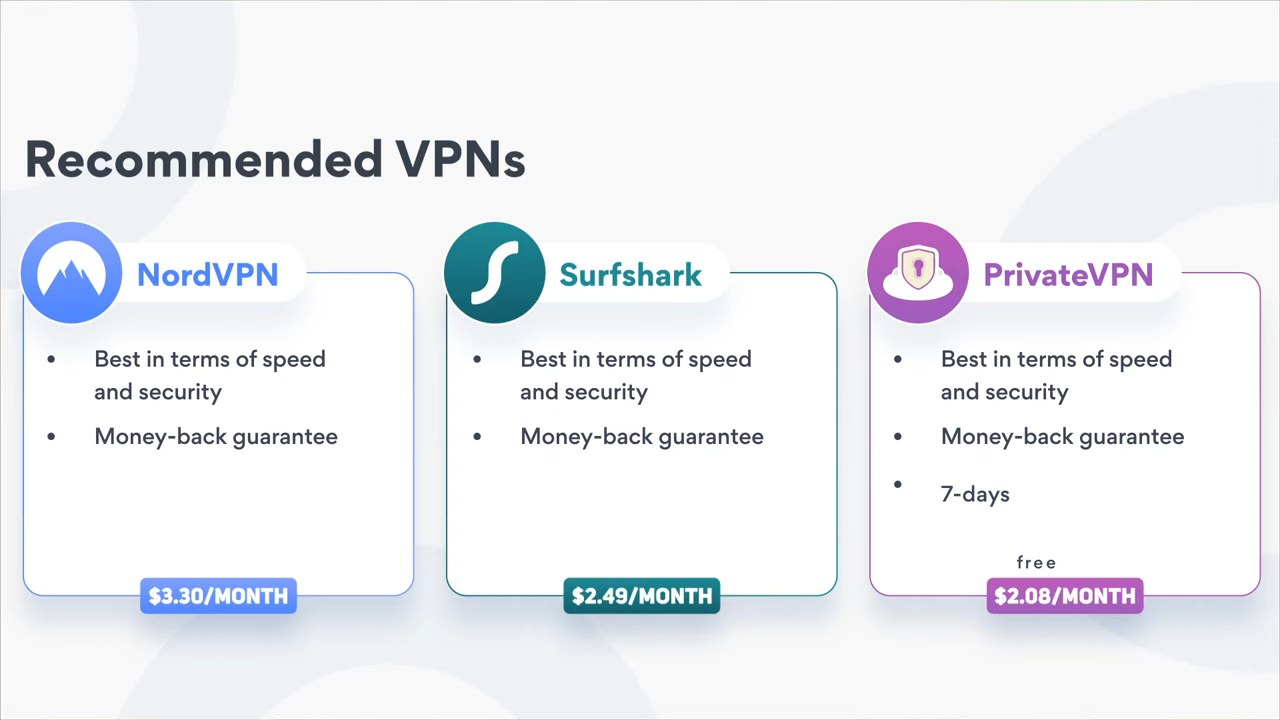 Recommended VPNs
NordVPN
• Best in terms of speed
and security
• Money-back guarantee
$3.30/MONTH
Surfshark
• Best in terms of speed
and security
• Money-back guarantee
$2.49/MONTH
PrivateVPN
• Best in terms of speed
and security
• Money-back guarantee
• 7-days
free
$2.08/MONTH